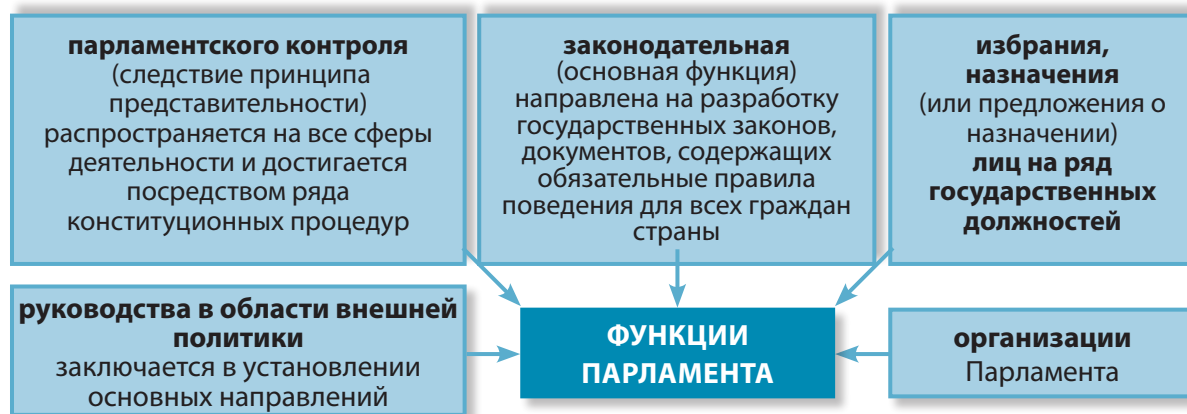 парламентского контроля
(следствие принципа
представительности)
распространяется на все сферы
деятельности и достигается
посредством ряда
конституционных процедур
законодательная
(основная функция)
направлена на разработку
государственных законов,
документов, содержащих
обязательные правила
поведения для всех граждан
страны
избрания,
назначения
(или предложения о
назначении)
лиц на ряд
государственных
должностей
руководства в области внешней
политики
заключается в установлении
основных направлений
ФУНКЦИИ
ПАРЛАМЕНТА
организации
Парламента